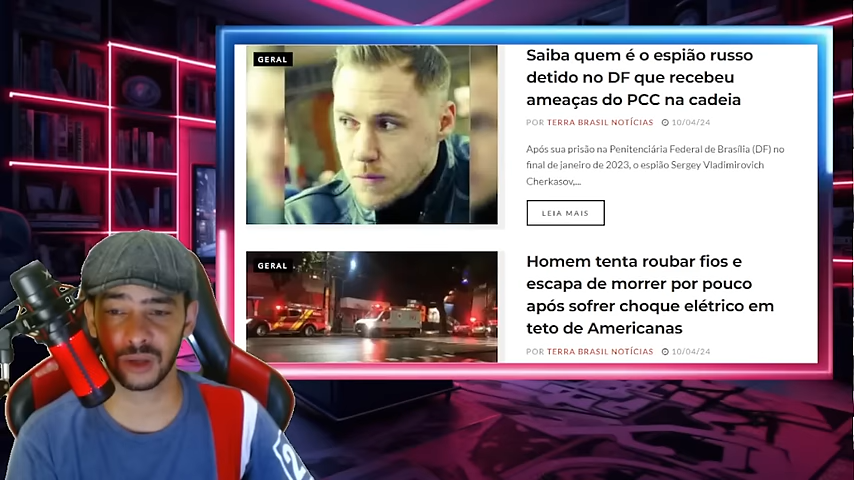 GERAL
Saiba quem é o espião russo
detido no DF que recebeu
ameaças do PCC na cadeia
POR TERRA BRASIL NOTÍCIAS 10/04/24
Após sua prisão na Penitenciária Federal de Brasília (DF) no
final de janeiro de 2023, o espião Sergey Vladimirovich
Cherkasov,...
LEIA MAIS
GERAL
Homem tenta roubar fios e
escapa de morrer por pouco
após sofrer choque elétrico em
teto de Americanas
POR TERRA BRASIL NOTÍCIAS 10/04/24
2